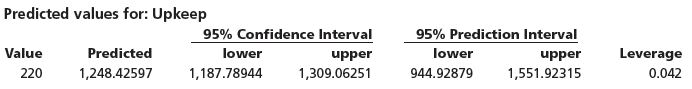 Predicted values for: Upkeep
95% Confidence Interval 95% Prediction Interval
Value Predicted lower upper lower upper Leverage
220 1,248.42597 1,187.78944 1,309.06251 944.92879 1,551.92315 0.042